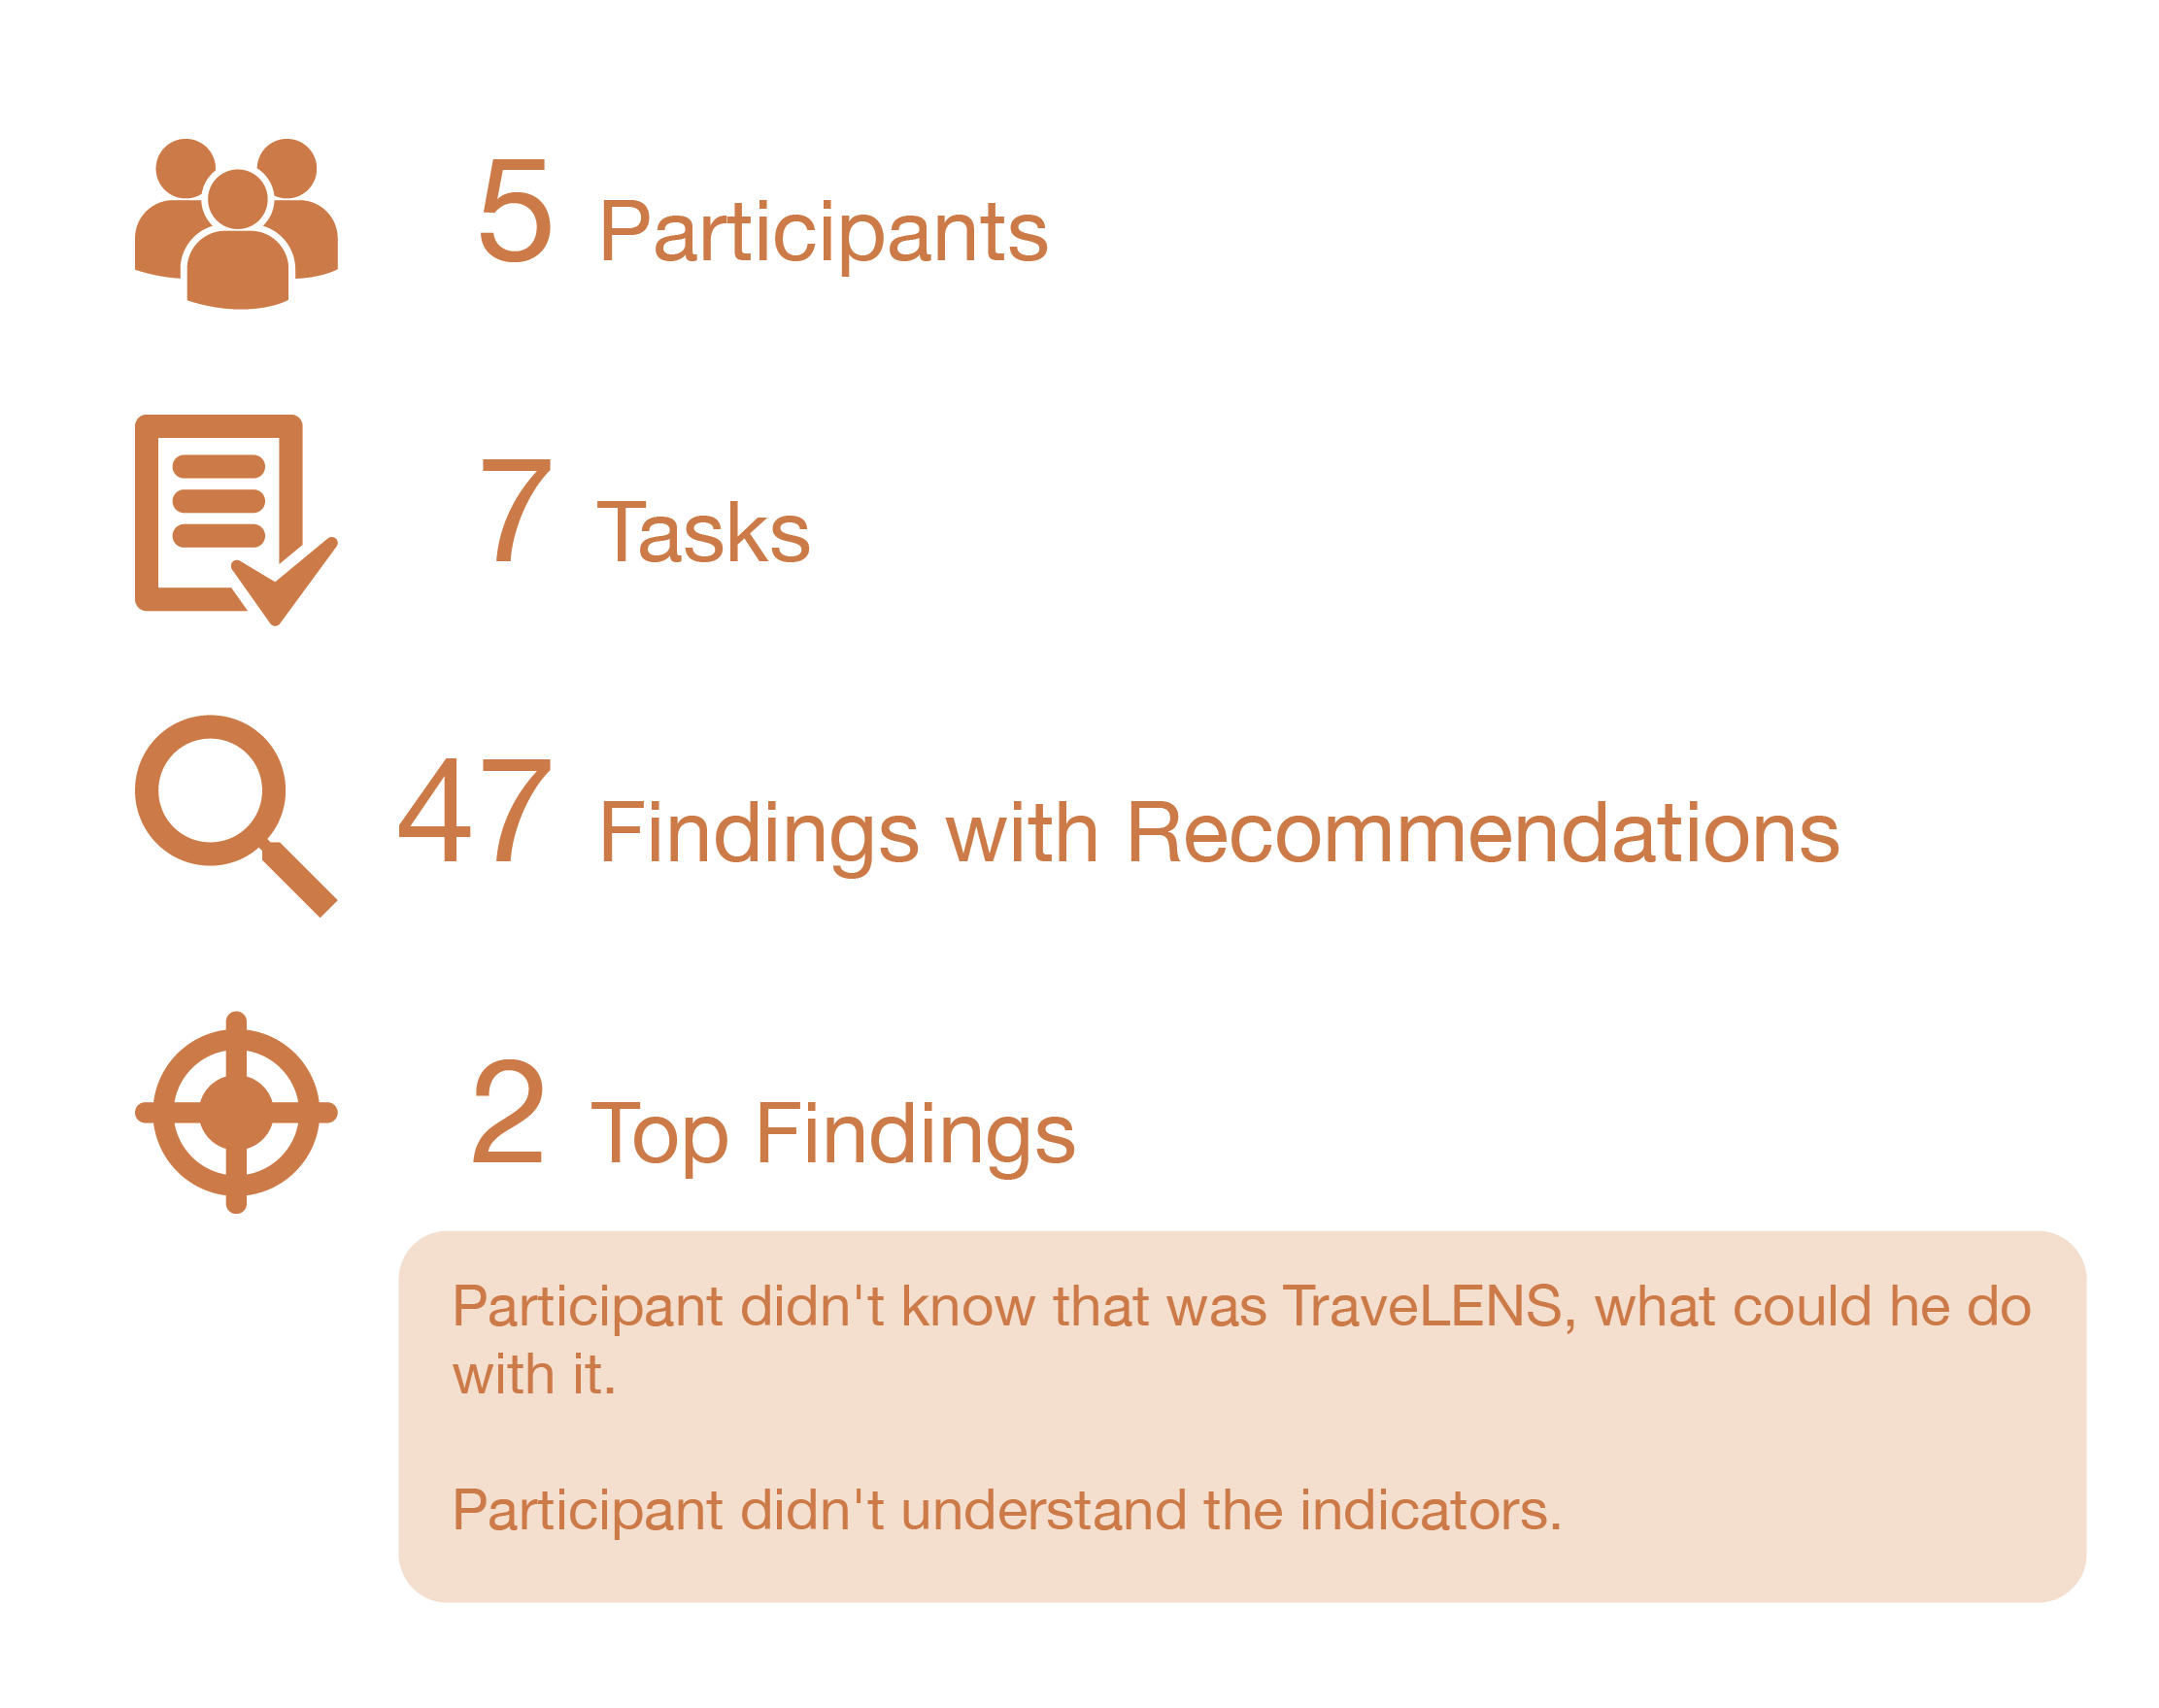 5 Participants
7 Tasks
47 Findings with Recommendations
2 Top Findings
Participant didn't know that was TraveLENS, what could he do
with it.
Participant didn't understand the indicators.